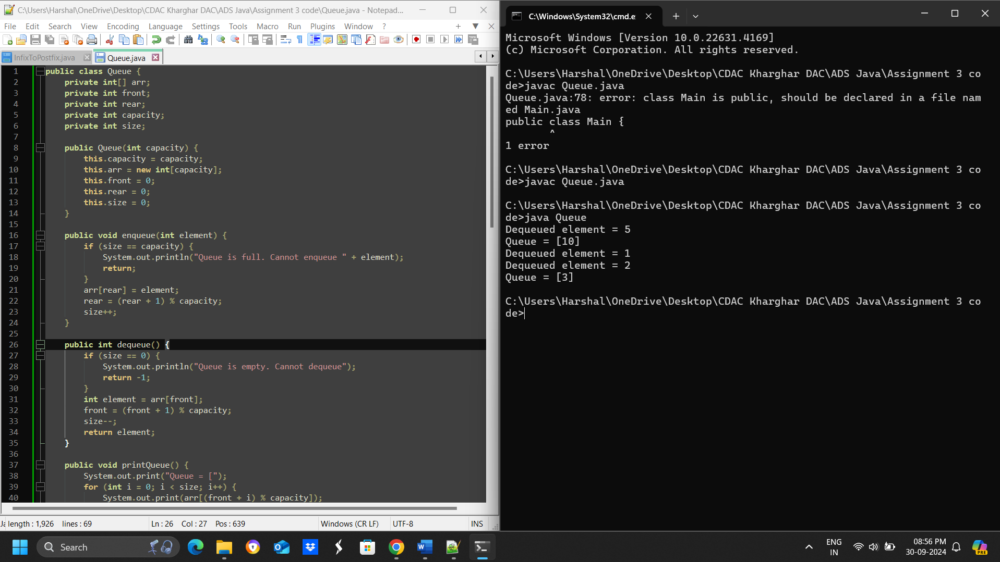 C:\Users\Harshal\OneDrive\Desktop\CDAC Kharghar DAC\ADS Java\Assignment 3 code\Queue.java - Notepad...
File Edit Search View Encoding Language Settings Tools Macro Run Plugins Window ?
InfixToPostfix.java Queue.java
1 public class Queue {
2 private int[] arr;
3 private int front;
4 private int rear;
5 private int capacity;
6 private int size;
7
8 public Queue(int capacity) {
9 this.capacity = capacity;
10 this.arr = new int[capacity];
11 this.front = 0;
12 this.rear = 0;
13 this.size = 0;
14 }
15
16 public void enqueue(int element) {
17 if (size == capacity) {
18 System.out.println("Queue is full. Cannot enqueue " + element);
19 return;
20 }
21 arr[rear] = element;
22 rear = (rear + 1) % capacity;
23 size++;
24 }
25
26 public int dequeue() {
27 if (size == 0) {
28 System.out.println("Queue is empty. Cannot dequeue");
29 return -1;
30 }
31 int element = arr[front];
32 front = (front + 1) % capacity;
33 size--;
34 return element;
35 }
36
37 public void printQueue() {
38 System.out.print("Queue = [");
39 for (int i = 0; i < size; i++) {
40 System.out.print(arr[(front + i) % capacity]);
Ja length : 1,926 lines : 69 Ln : 26 Col : 27 Pos : 639 Windows (CR LF) UTF-8 INS
C:\Windows\System32\cmd.e
Microsoft Windows [Version 10.0.22631.4169]
(c) Microsoft Corporation. All rights reserved.
C:\Users\Harshal\OneDrive\Desktop\CDAC Kharghar DAC\ADS Java\Assignment 3 co
de>javac Queue.java
Queue.java:78: error: class Main is public, should be declared in a file nam
ed Main.java
public class Main {
^
1 error
C:\Users\Harshal\OneDrive\Desktop\CDAC Kharghar DAC\ADS Java\Assignment 3 co
de>javac Queue.java
C:\Users\Harshal\OneDrive\Desktop\CDAC Kharghar DAC\ADS Java\Assignment 3 co
de>java Queue
Dequeued element = 5
Queue = [10]
Dequeued element = 1
Dequeued element = 2
Queue = [3]
C:\Users\Harshal\OneDrive\Desktop\CDAC Kharghar DAC\ADS Java\Assignment 3 co
de>
Search
ENG
IN
08:56 PM
30-09-2024
PRE